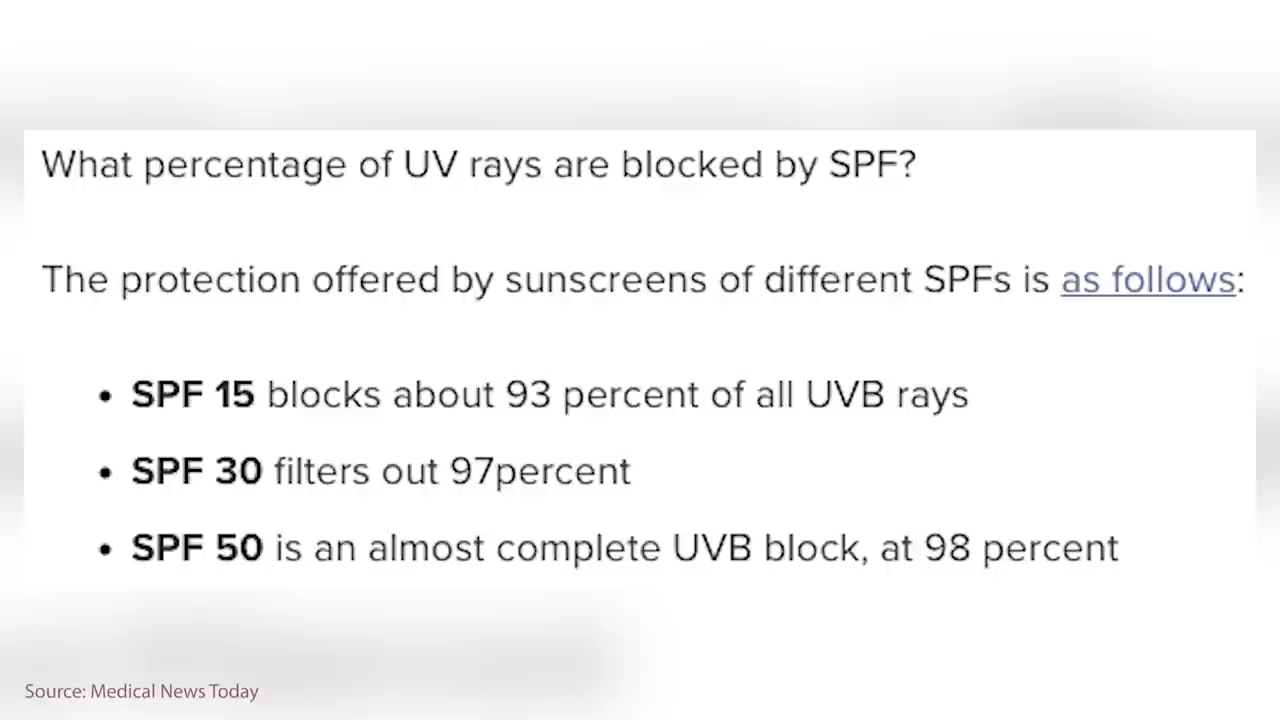 What percentage of UV rays are blocked by SPF?
The protection offered by sunscreens of different SPFs is as follows:
• SPF 15 blocks about 93 percent of all UVB rays
• SPF 30 filters out 97percent
• SPF 50 is an almost complete UVB block, at 98 percent
Source: Medical News Today